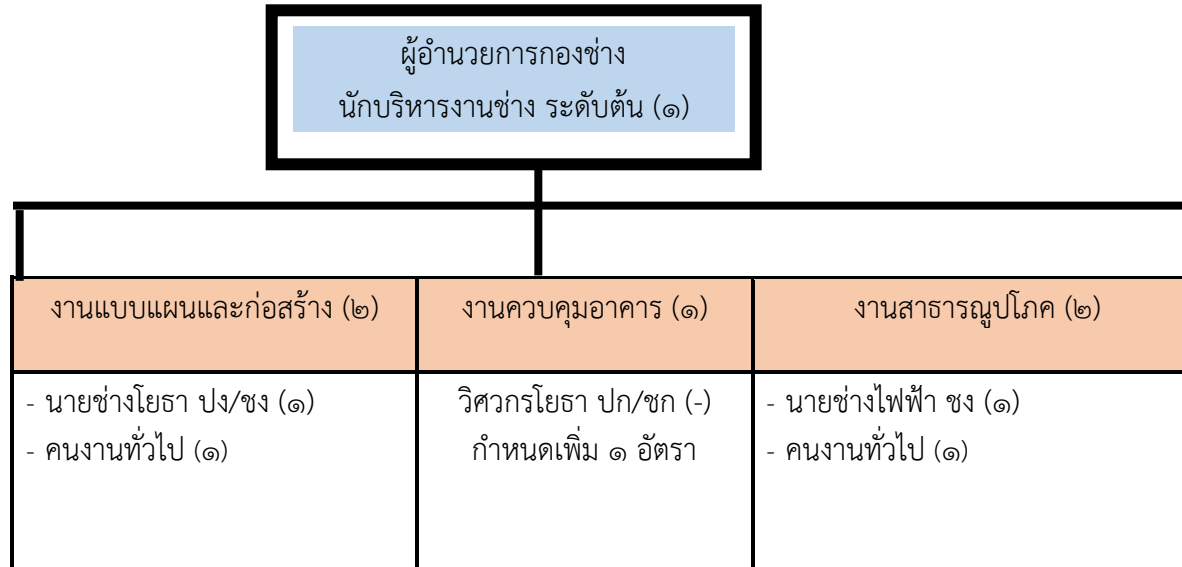 ผู้อำนวยการกองช่าง
นักบริหารงานช่าง ระดับต้น (๑)
งานแบบแผนและก่อสร้าง (๒)
งานควบคุมอาคาร (๑)
งานสาธารณูปโภค (๒)
- นายช่างโยธา ปง/ชง (๑)
- คนงานทั่วไป (๑)
วิศวกรโยธา ปก/ชก (-)
กำหนดเพิ่ม ๑ อัตรา
- นายช่างไฟฟ้า ชง (๑)
- คนงานทั่วไป (๑)